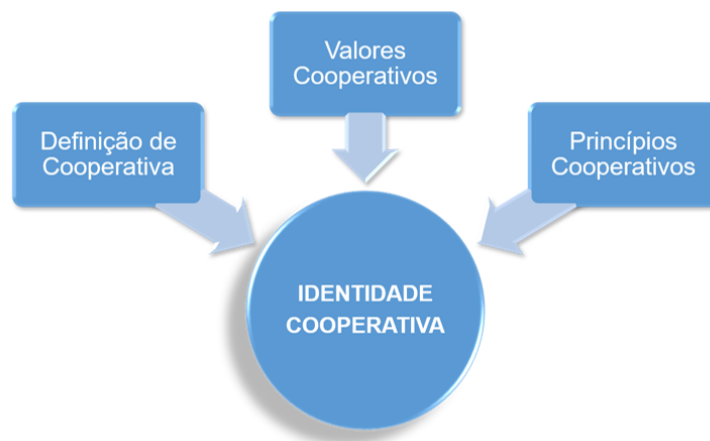 Valores
Cooperativos
Definição de
Cooperativa
Princípios
Cooperativos
IDENTIDADE
COOPERATIVA